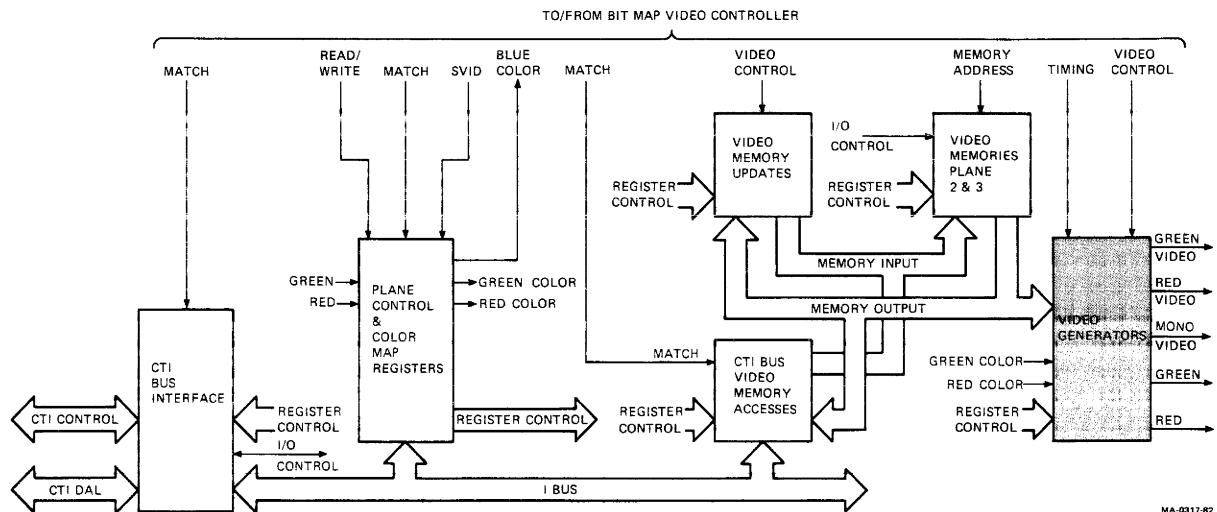 TO/FROM BIT MAP VIDEO CONTROLLER
MATCH
READ/
WRITE
MATCH
SVID
BLUE
COLOR
MATCH
VIDEO
CONTROL
MEMORY
ADDRESS
TIMING
VIDEO
CONTROL
VIDEO
MEMORY
UPDATES
REGISTER
CONTROL
I/O
CONTROL
VIDEO
MEMORIES
PLANE
2 & 3
REGISTER
CONTROL
MEMORY INPUT
MEMORY OUTPUT
GREEN
RED
PLANE
CONTROL
&
COLOR
MAP
REGISTERS
GREEN COLOR
RED COLOR
REGISTER CONTROL
CTI
BUS
INTERFACE
CTI CONTROL
CTI DAL
REGISTER
CONTROL
I/O
CONTROL
I BUS
MATCH
CTI BUS
VIDEO
MEMORY
ACCESSES
REGISTER
CONTROL
VIDEO
GENERATORS
GREEN COLOR
RED COLOR
REGISTER
CONTROL
GREEN
VIDEO
RED
VIDEO
MONO
VIDEO
GREEN
RED
MA-0317-82